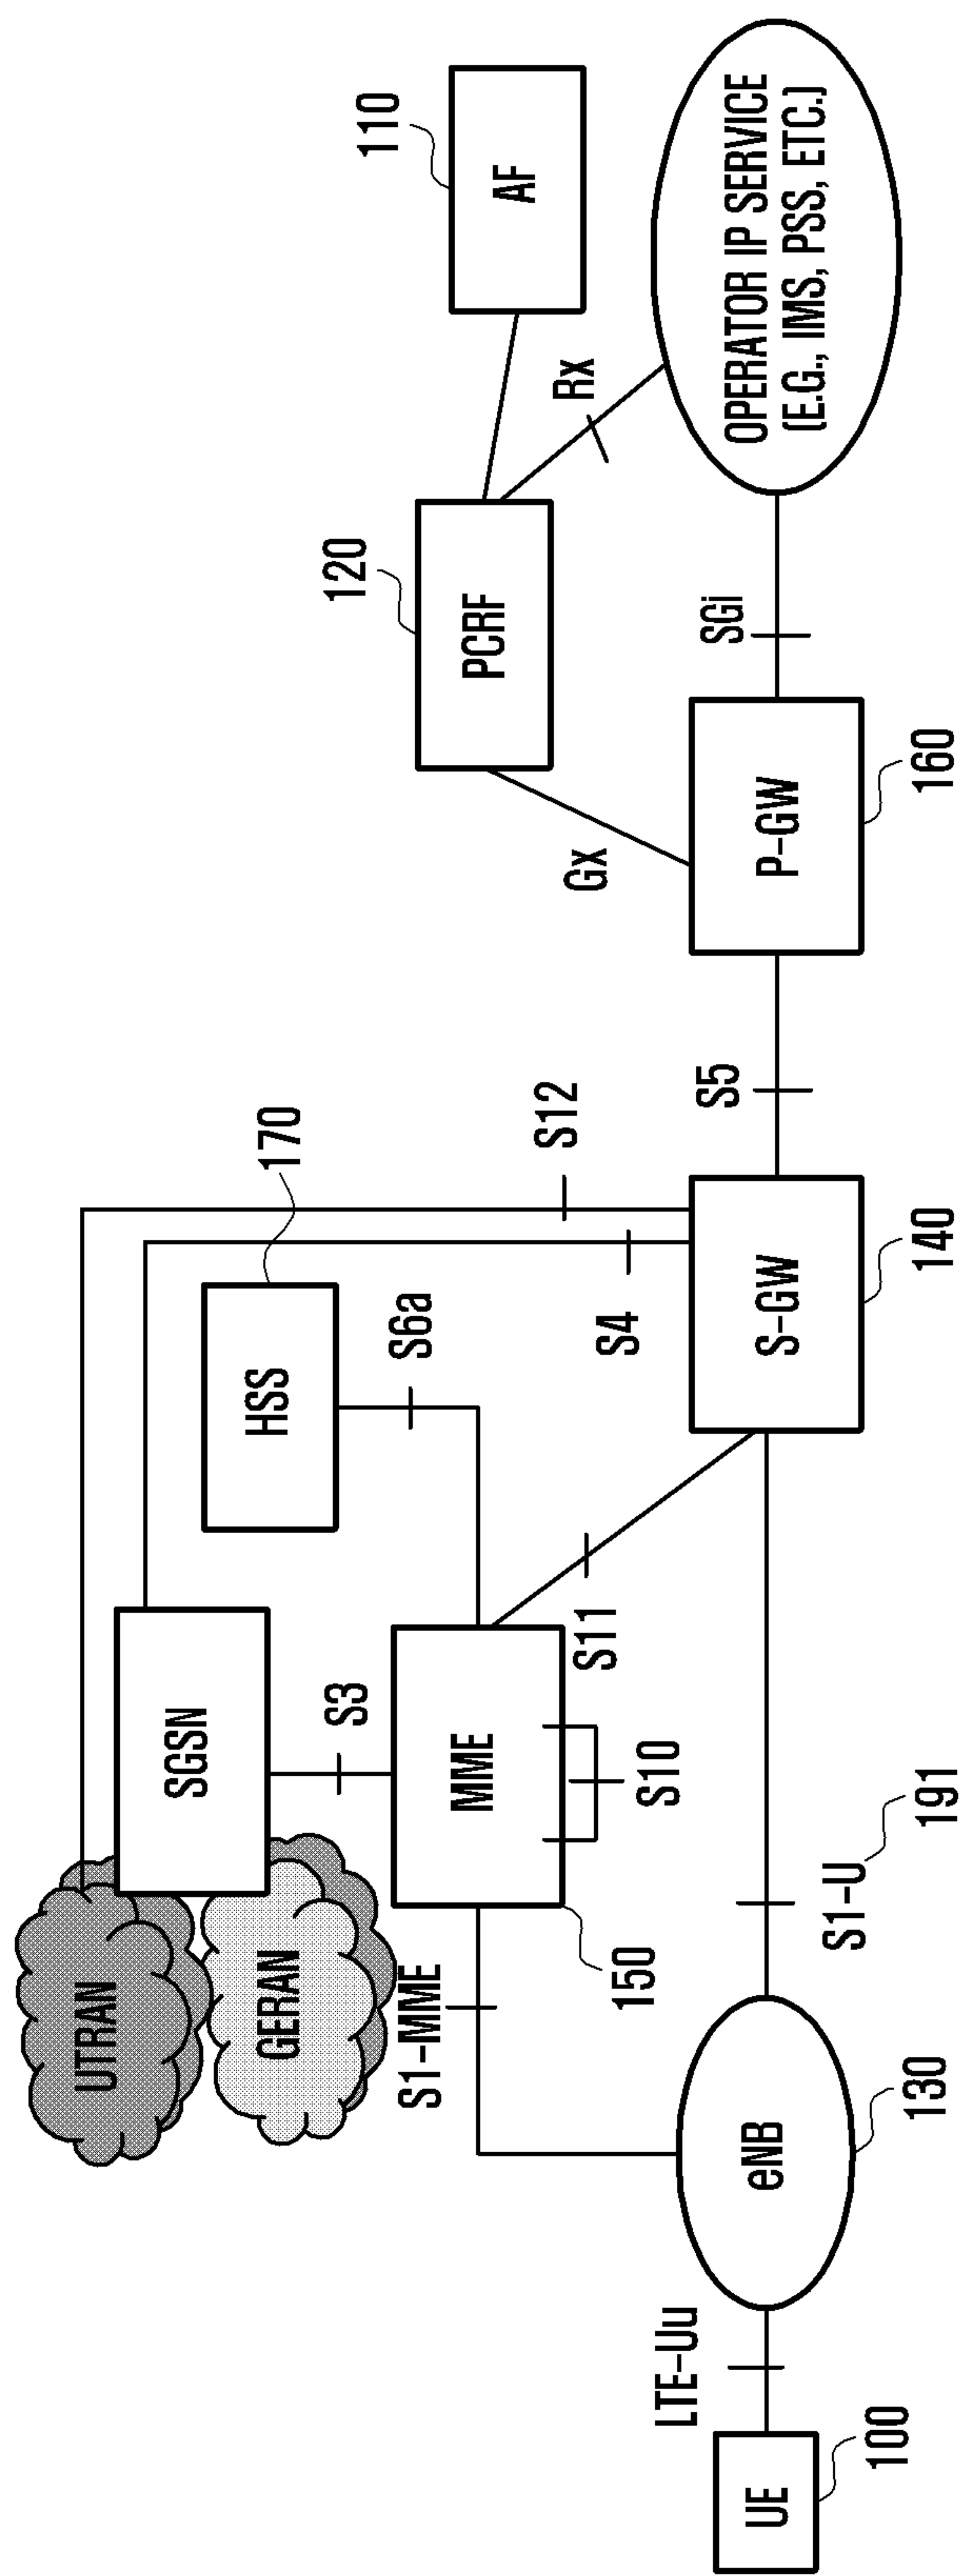 UTRAN
SGSN
GERAN
HSS
170
S3
S6a
S12
S1-MME
MME
150
S10
S11
S4
120
PCRF
110
AF
Gx
Rx
LTE-Uu
UE
100
eNB
130
S1-U
191
S-GW
140
S5
P-GW
160
SGi
OPERATOR IP SERVICE
(E.G., IMS, PSS, ETC.)